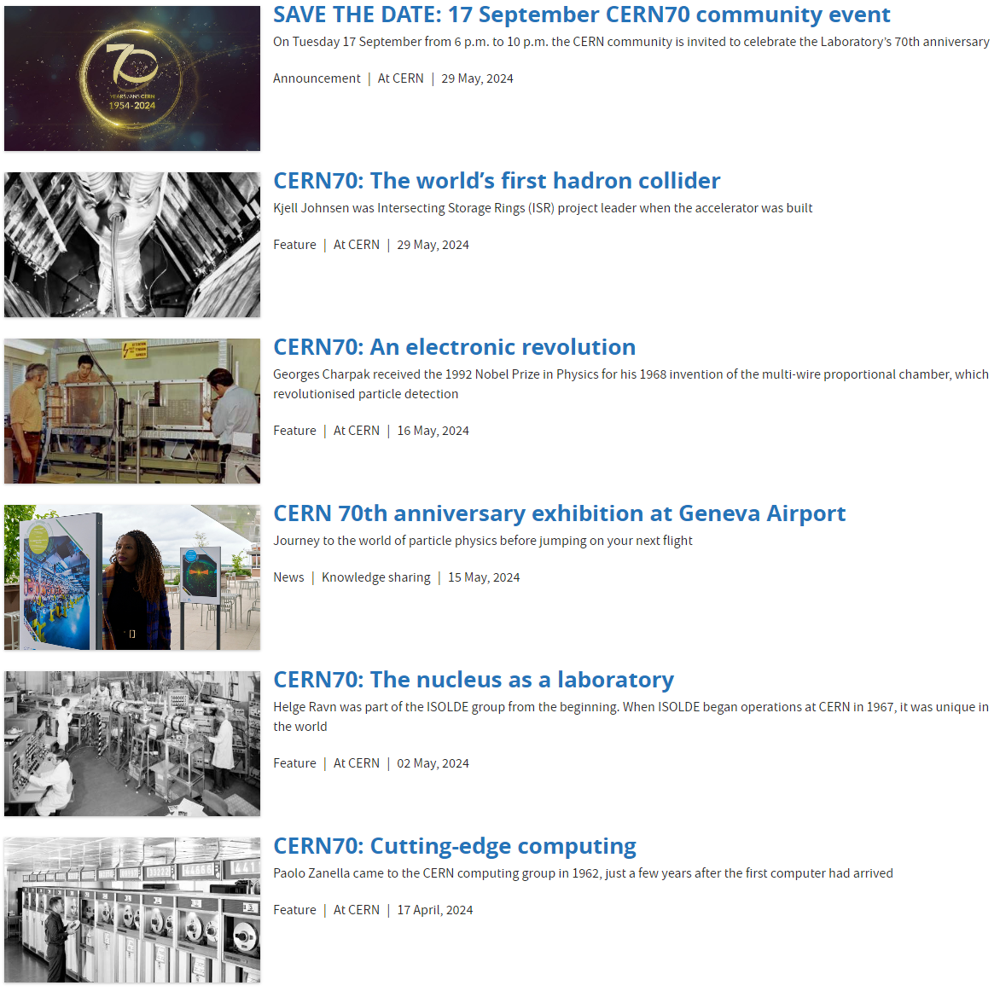 SAVE THE DATE: 17 September CERN70 community event
On Tuesday 17 September from 6 p.m. to 10 p.m. the CERN community is invited to celebrate the Laboratory’s 70th anniversary
Announcement | At CERN | 29 May, 2024
70
YEARS/ANS CERN
1954-2024
CERN70: The world’s first hadron collider
Kjell Johnsen was Intersecting Storage Rings (ISR) project leader when the accelerator was built
Feature | At CERN | 29 May, 2024
CERN70: An electronic revolution
Georges Charpak received the 1992 Nobel Prize in Physics for his 1968 invention of the multi-wire proportional chamber, which
revolutionised particle detection
Feature | At CERN | 16 May, 2024
CERN 70th anniversary exhibition at Geneva Airport
Journey to the world of particle physics before jumping on your next flight
News | Knowledge sharing | 15 May, 2024
CERN70: The nucleus as a laboratory
Helge Ravn was part of the ISOLDE group from the beginning. When ISOLDE began operations at CERN in 1967, it was unique in
the world
Feature | At CERN | 02 May, 2024
CERN70: Cutting-edge computing
Paolo Zanella came to the CERN computing group in 1962, just a few years after the first computer had arrived
Feature | At CERN | 17 April, 2024